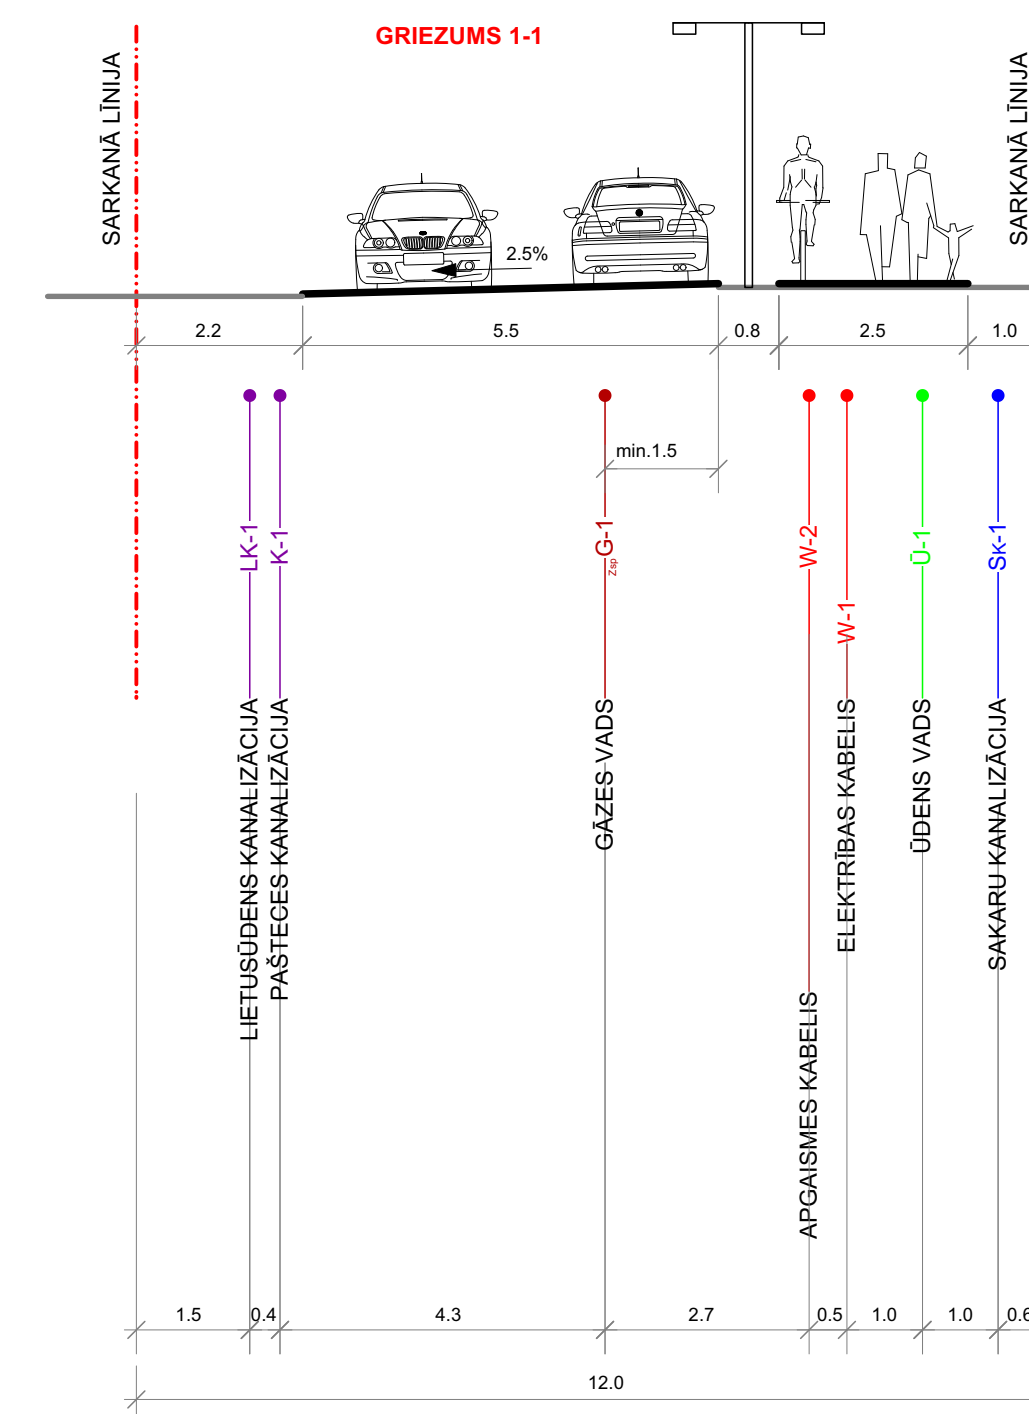 GRIEZUMS 1-1
SARKANĀ LĪNIJA
SARKANĀ LĪNIJA
2.5%
2.2
5.5
0.8
2.5
1.0
min.1.5
LK-1
K-1
Zsp G-1
W-2
W-1
Ū-1
SK-1
LIETUSŪDENS KANALIZĀCIJA
PAŠTECES KANALIZĀCIJA
GĀZES VADS
APGAISMES KABELIS
ELEKTRĪBAS KABELIS
ŪDENS VADS
SAKARU KANALIZĀCIJA
1.5
0.4
4.3
2.7
0.5
1.0
1.0
0.6
12.0